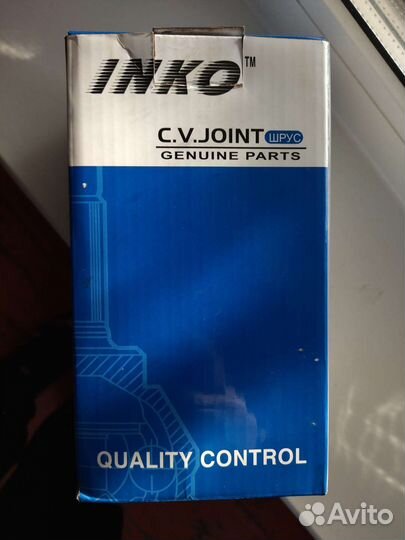 INKO™
C.V.JOINT ШРУС
GENUINE PARTS
QUALITY CONTROL
Avito